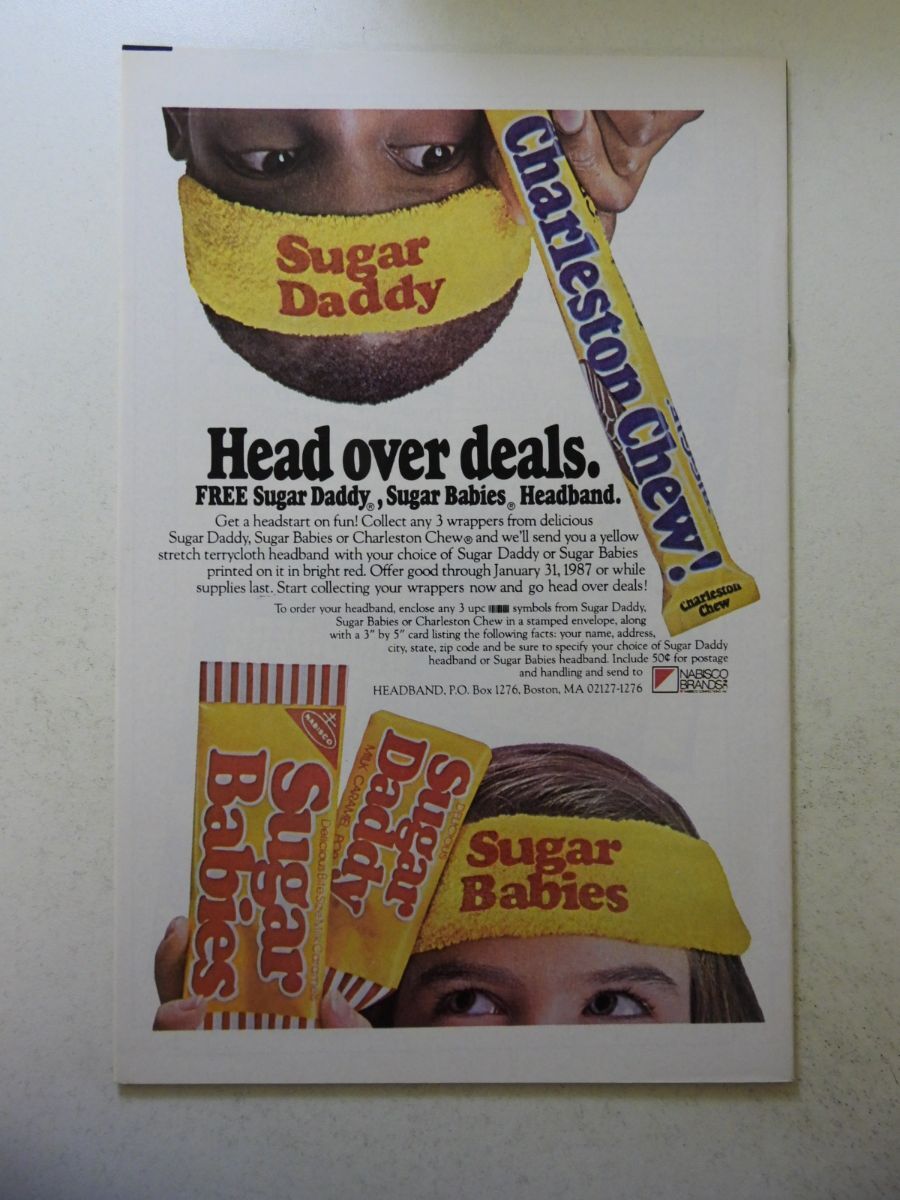 Sugar
Daddy
Charleston Chew!
Charleston
Chew
Head over deals.
FREE Sugar Daddy®, Sugar Babies® Headband.
Get a headstart on fun! Collect any 3 wrappers from delicious
Sugar Daddy, Sugar Babies or Charleston Chew® and we'll send you a yellow
stretch terrycloth headband with your choice of Sugar Daddy or Sugar Babies
printed on it in bright red. Offer good through January 31, 1987 or while
supplies last. Start collecting your wrappers now and go head over deals!
To order your headband, enclose any 3 upc symbols from Sugar Daddy,
Sugar Babies or Charleston Chew in a stamped envelope, along
with a 3" by 5" card listing the following facts: your name, address,
city, state, zip code and be sure to specify your choice of Sugar Daddy
headband or Sugar Babies headband. Include 50¢ for postage
and handling and send to
HEADBAND, P.O. Box 1276, Boston, MA 02127-1276
NABISCO
BRANDS
NABISCO
Sugar
Babies
Delicious Bite Size Milk Caramels
DELICIOUS
Sugar
Daddy
MILK CARAMEL POPS
Sugar
Babies